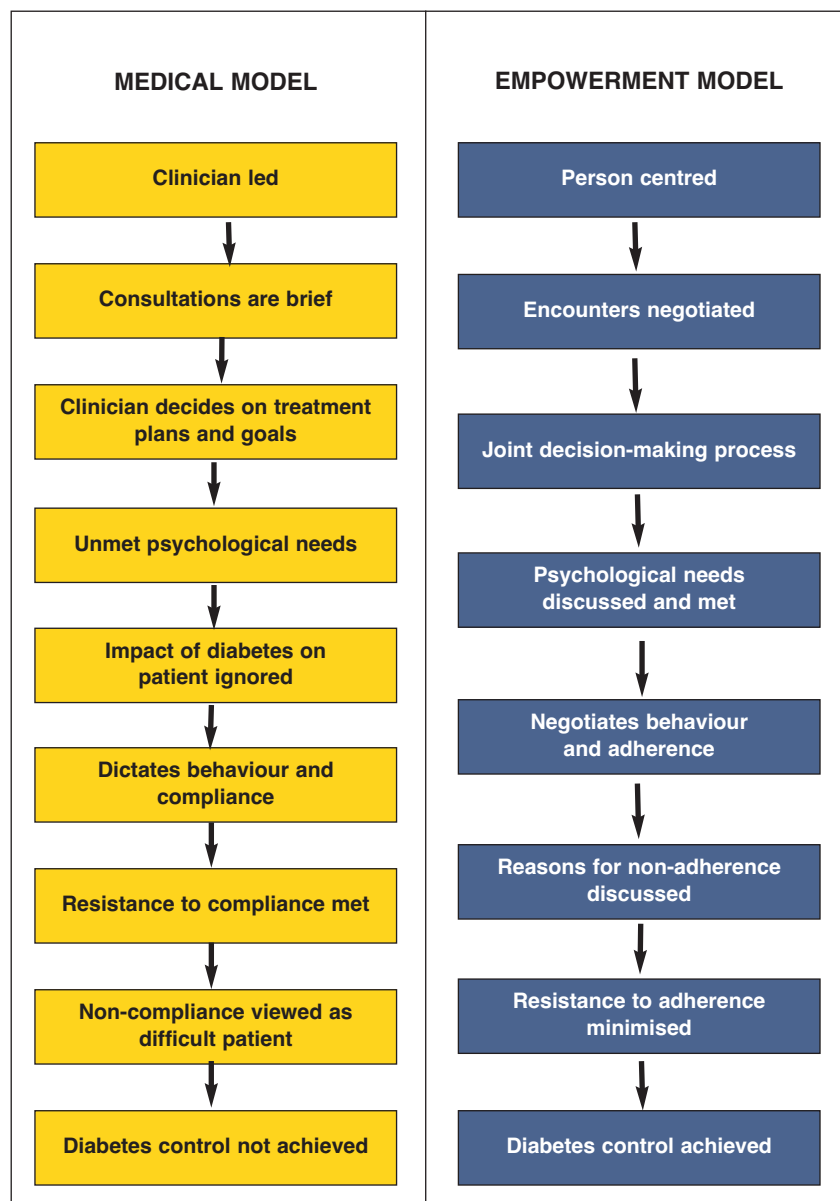 MEDICAL MODEL
Clinician led
Consultations are brief
Clinician decides on treatment
plans and goals
Unmet psychological needs
Impact of diabetes on
patient ignored
Dictates behaviour and
compliance
Resistance to compliance met
Non-compliance viewed as
difficult patient
Diabetes control not achieved
EMPOWERMENT MODEL
Person centred
Encounters negotiated
Joint decision-making process
Psychological needs
discussed and met
Negotiates behaviour
and adherence
Reasons for non-adherence
discussed
Resistance to adherence
minimised
Diabetes control achieved